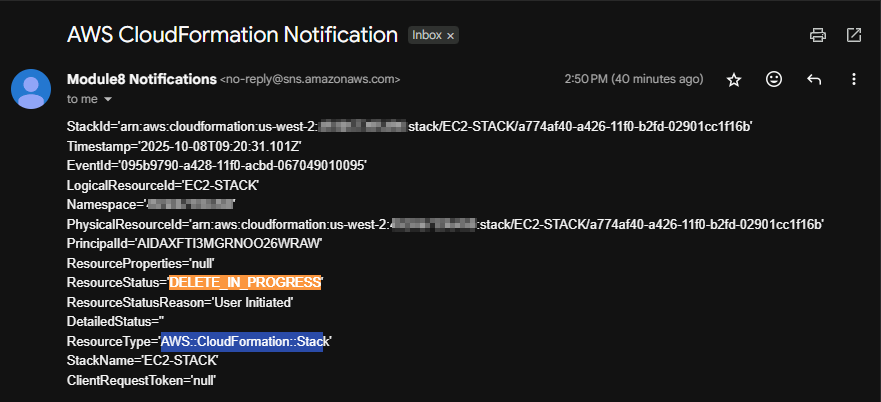 AWS CloudFormation Notification Inbox x
Module8 Notifications <no-reply@sns.amazonaws.com> 2:50 PM (40 minutes ago)
to me
StackId='arn:aws:cloudformation:us-west-2: stack/EC2-STACK/a774af40-a426-11f0-b2fd-02901cc1f16b'
Timestamp='2025-10-08T09:20:31.101Z'
EventId='095b9790-a428-11f0-acbd-067049010095'
LogicalResourceId='EC2-STACK'
Namespace=' '
PhysicalResourceId='arn:aws:cloudformation:us-west-2: :stack/EC2-STACK/a774af40-a426-11f0-b2fd-02901cc1f16b'
PrincipalId='AIDAXFTI3MGRNOO26WRAW'
ResourceProperties='null'
ResourceStatus='DELETE_IN_PROGRESS'
ResourceStatusReason='User Initiated'
DetailedStatus=''
ResourceType='AWS::CloudFormation::Stack'
StackName='EC2-STACK'
ClientRequestToken='null'